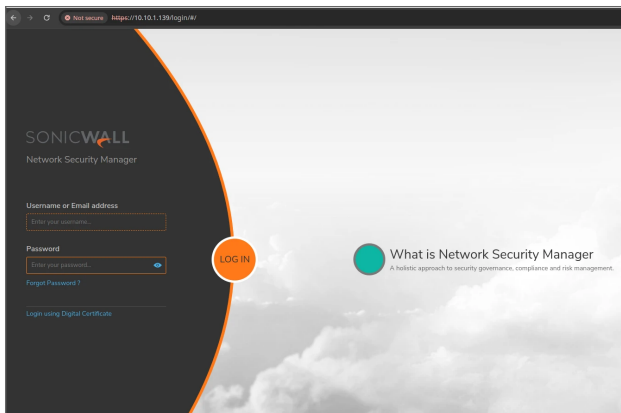 Not secure https://10.10.1.139/login/#/
SONICWALL
Network Security Manager
Username or Email address
Enter your username...
Password
Enter your password...
Forgot Password ?
Login using Digital Certificate
LOG IN
What is Network Security Manager
A holistic approach to security governance, compliance and risk management.